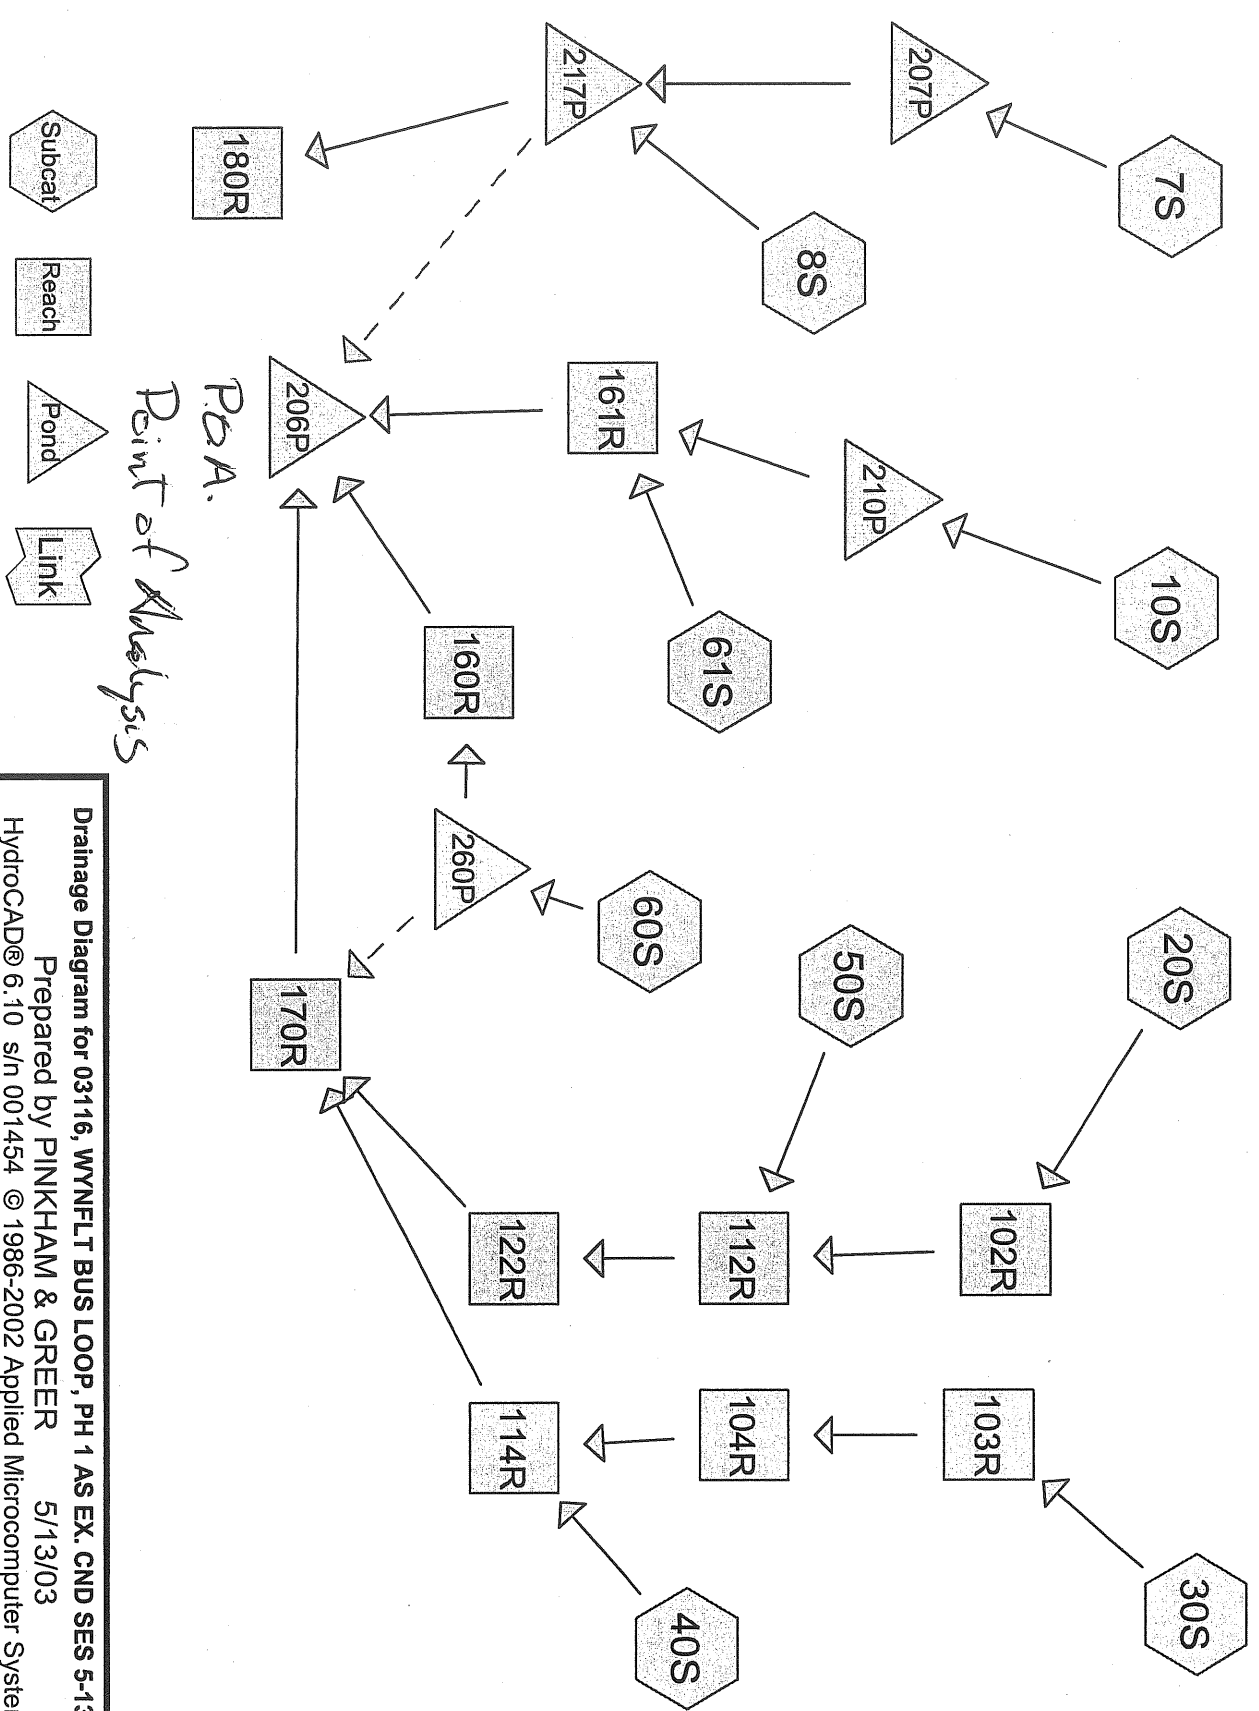 7S
10S
20S
30S
207P
210P
102R
103R
8S
50S
61S
60S
40S
217P
161R
112R
104R
160R
260P
122R
114R
206P
170R
180R
P.O.A.
Point of Analysis
Subcat
Reach
Pond
Link
Drainage Diagram for 03116, WYNFLT BUS LOOP, PH 1 AS EX. CND SES 5-13
Prepared by PINKHAM & GREER 5/13/03
HydroCAD® 6.10 s/n 001454 © 1986-2002 Applied Microcomputer System